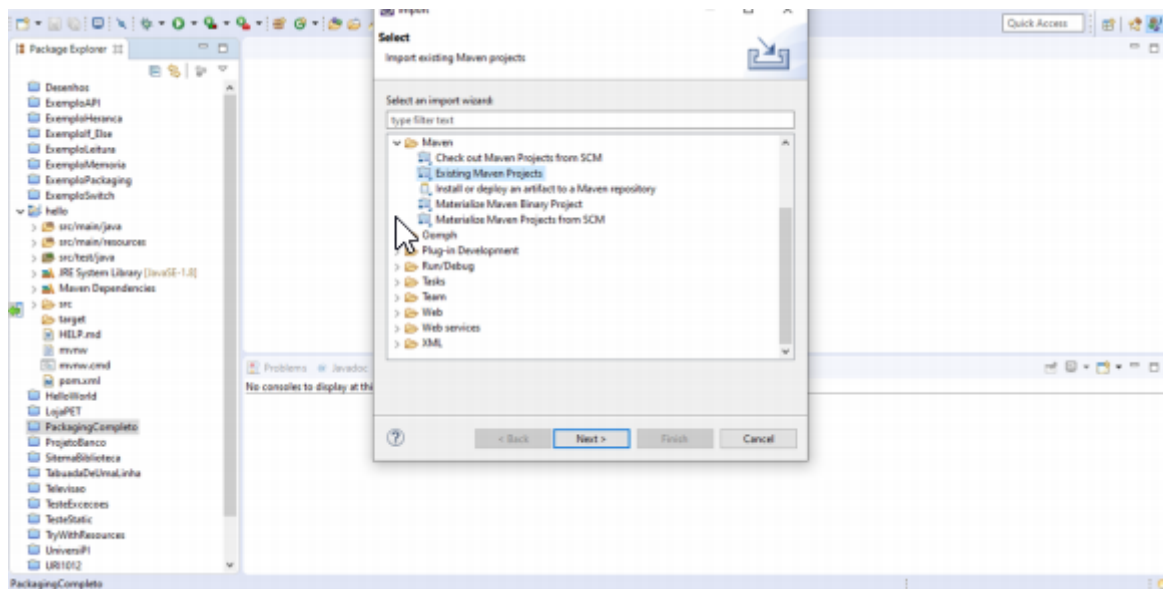 Import
Quick Access
Package Explorer
Select
Import existing Maven projects
Select an import wizard:
type filter text
Maven
Check out Maven Projects from SCM
Existing Maven Projects
Install or deploy an artifact to a Maven repository
Materialize Maven Binary Project
Materialize Maven Projects from SCM
Oomph
Plug-in Development
Run/Debug
Tasks
Team
Web
Web services
XML
< Back
Next >
Finish
Cancel
Desenhos
ExemploAPI
ExemploHeranca
ExemploIf_Else
ExemploLeitura
ExemploMemoria
ExemploPackaging
ExemploSwitch
hello
src/main/java
src/main/resources
src/test/java
JRE System Library [JavaSE-1.8]
Maven Dependencies
src
target
HELP.md
mvnw
mvnw.cmd
pom.xml
HelloWorld
LojaPET
PackagingCompleto
ProjetoBanco
SitemaBiblioteca
TabuadaDeUmaLinha
Televisao
TesteExcecoes
TesteStatic
TryWithResources
UniversiPI
URI1012
Problems
Javadoc
No consoles to display at thi
PackagingCompleto